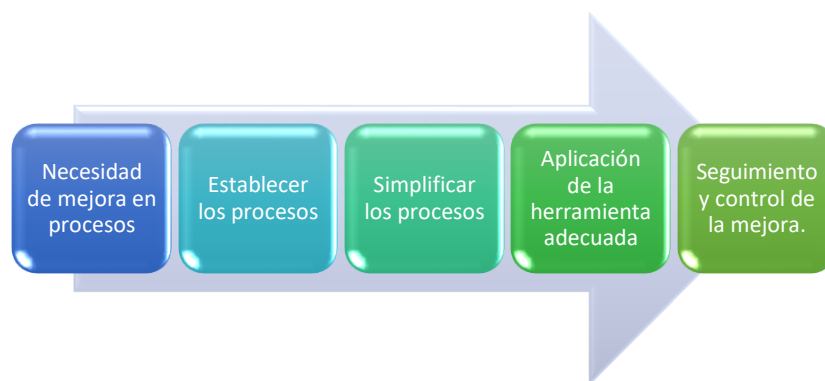 Necesidad
de mejora en
procesos
Establecer
los procesos
Simplificar
los procesos
Aplicación
de la
herramienta
adecuada
Seguimiento
y control de
la mejora.